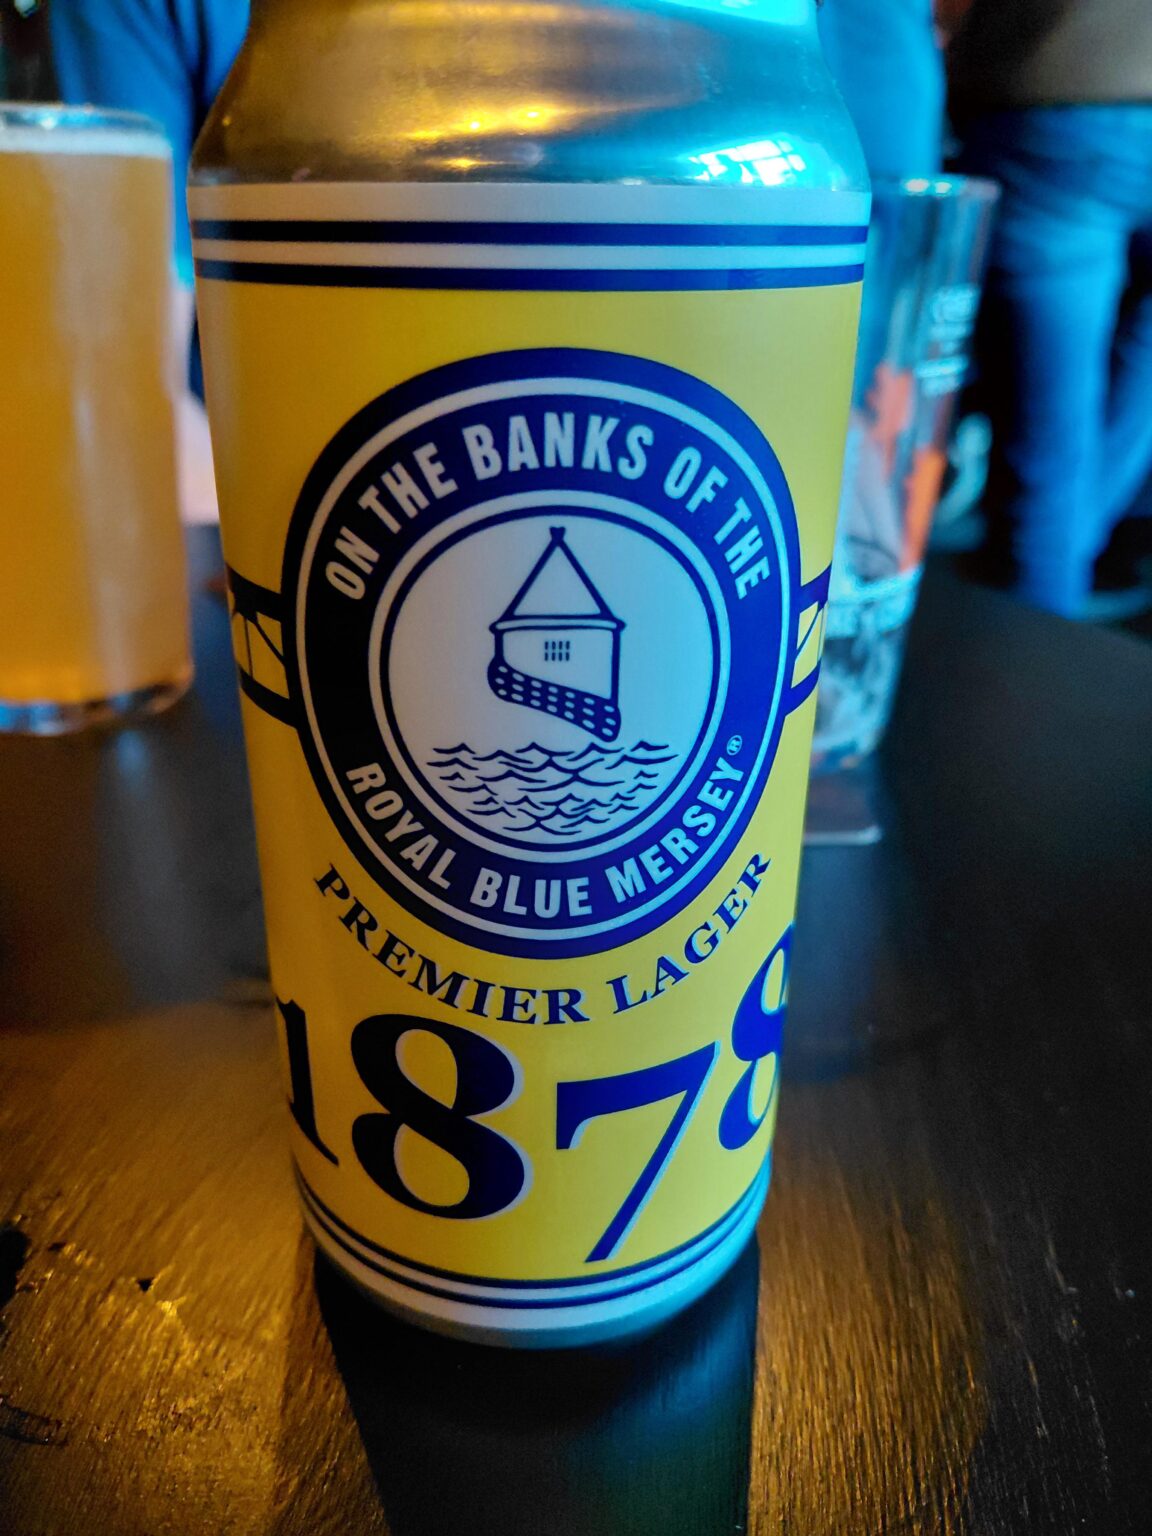 ON THE BANKS OF THE
ROYAL BLUE MERSEY®
PREMIER LAGER
1878